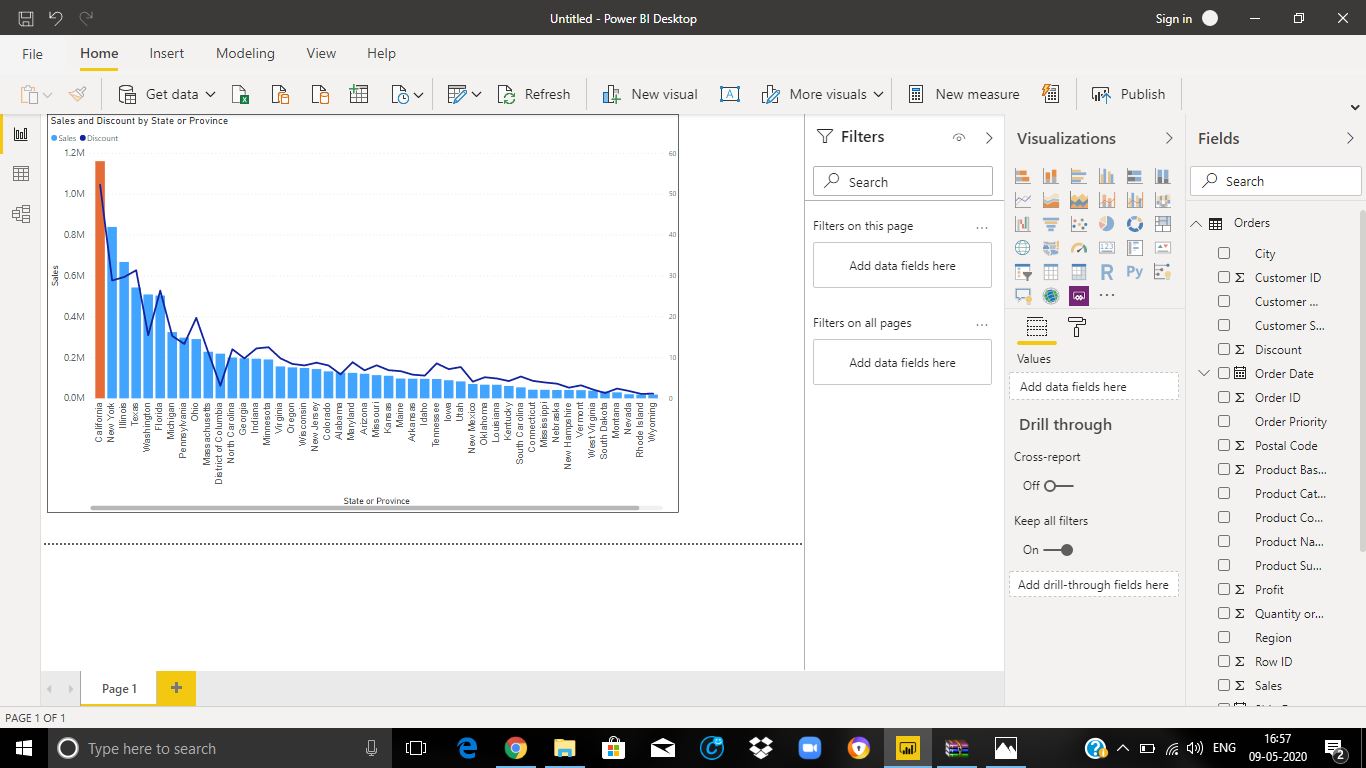 Untitled - Power BI Desktop
Sign in
File
Home
Insert
Modeling
View
Help
Get data
Refresh
New visual
A
More visuals
New measure
Publish
Sales and Discount by State or Province
Sales
Discount
1.2M
1.0M
0.8M
0.6M
0.4M
0.2M
0.0M
Sales
60
50
40
30
20
10
0
California
New York
Illinois
Texas
Washington
Florida
Michigan
Pennsylvania
Ohio
Massachusetts
District of Columbia
North Carolina
Georgia
Indiana
Minnesota
Virginia
Oregon
Wisconsin
New Jersey
Colorado
Alabama
Maryland
Arizona
Missouri
Kansas
Maine
Arkansas
Idaho
Tennessee
Iowa
Utah
New Mexico
Oklahoma
Louisiana
Kentucky
South Carolina
Connecticut
Mississippi
Nebraska
New Hampshire
Vermont
West Virginia
South Dakota
Montana
Nevada
Rhode Island
Wyoming
State or Province
Filters
Search
Filters on this page
...
Add data fields here
Filters on all pages
...
Add data fields here
Visualizations
123
R
Py
...
Values
Add data fields here
Drill through
Cross-report
Off
Keep all filters
On
Add drill-through fields here
Fields
Search
Orders
City
Σ Customer ID
Customer ...
Customer S...
Σ Discount
Order Date
Σ Order ID
Order Priority
Σ Postal Code
Σ Product Bas...
Product Cat...
Product Co...
Product Na...
Product Su...
Σ Profit
Σ Quantity or...
Region
Σ Row ID
Σ Sales
Page 1
+
PAGE 1 OF 1
Type here to search
ENG
16:57
09-05-2020
2